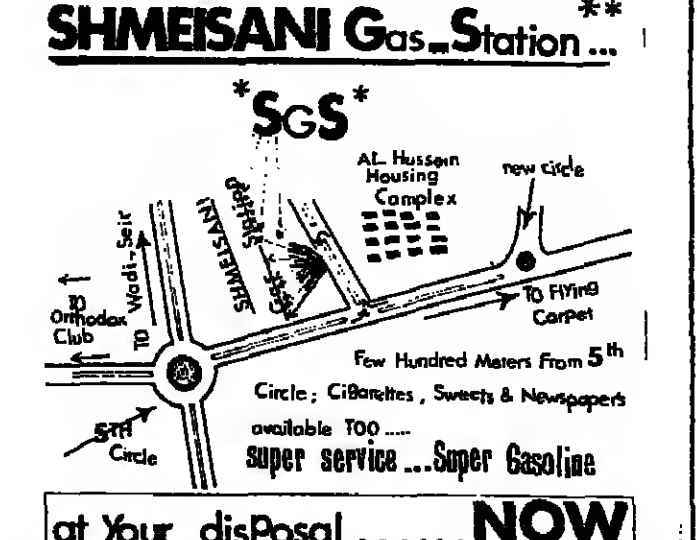 SHMEISANI Gas-Station...
**
*SGS*
AL Hussein
Housing
Complex
new circle
SHMEISANI
GAS
Station
TO Wadi-Seir
TO
Orthodox
Club
TO Flying
Carpet
5TH
Circle
Few Hundred Meters From 5th
Circle; Cigarettes, Sweets & Newspapers
available TOO.....
super service...Super Gasoline
at Your disposal.......NOW